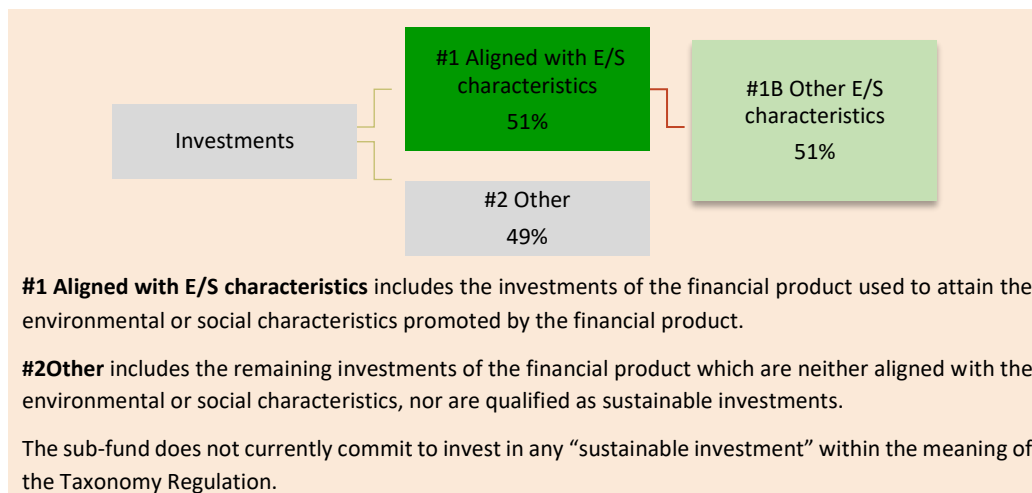 #1 Aligned with E/S
characteristics
51%
#1B Other E/S
characteristics
51%
Investments
#2 Other
49%
#1 Aligned with E/S characteristics includes the investments of the financial product used to attain the
environmental or social characteristics promoted by the financial product.
#2Other includes the remaining investments of the financial product which are neither aligned with the
environmental or social characteristics, nor are qualified as sustainable investments.
The sub-fund does not currently commit to invest in any “sustainable investment” within the meaning of
the Taxonomy Regulation.